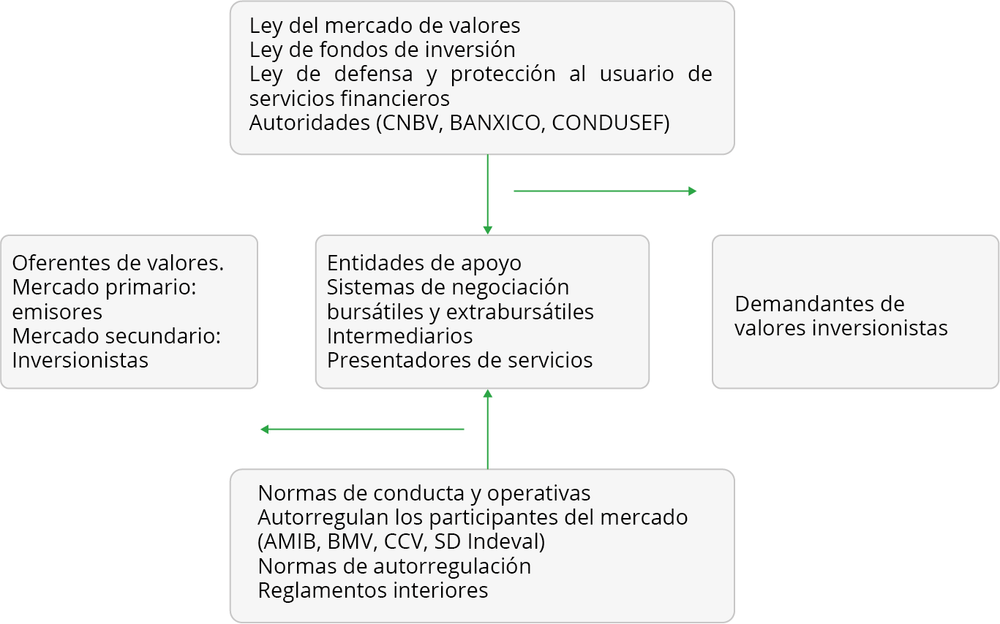 Ley del mercado de valores
Ley de fondos de inversión
Ley de defensa y protección al usuario de
servicios financieros
Autoridades (CNBV, BANXICO, CONDUSEF)
Oferentes de valores.
Mercado primario:
emisores
Mercado secundario:
Inversionistas
Entidades de apoyo
Sistemas de negociación
bursátiles y extrabursátiles
Intermediarios
Presentadores de servicios
Demandantes de
valores inversionistas
Normas de conducta y operativas
Autorregulan los participantes del mercado
(AMIB, BMV, CCV, SD Indeval)
Normas de autorregulación
Reglamentos interiores